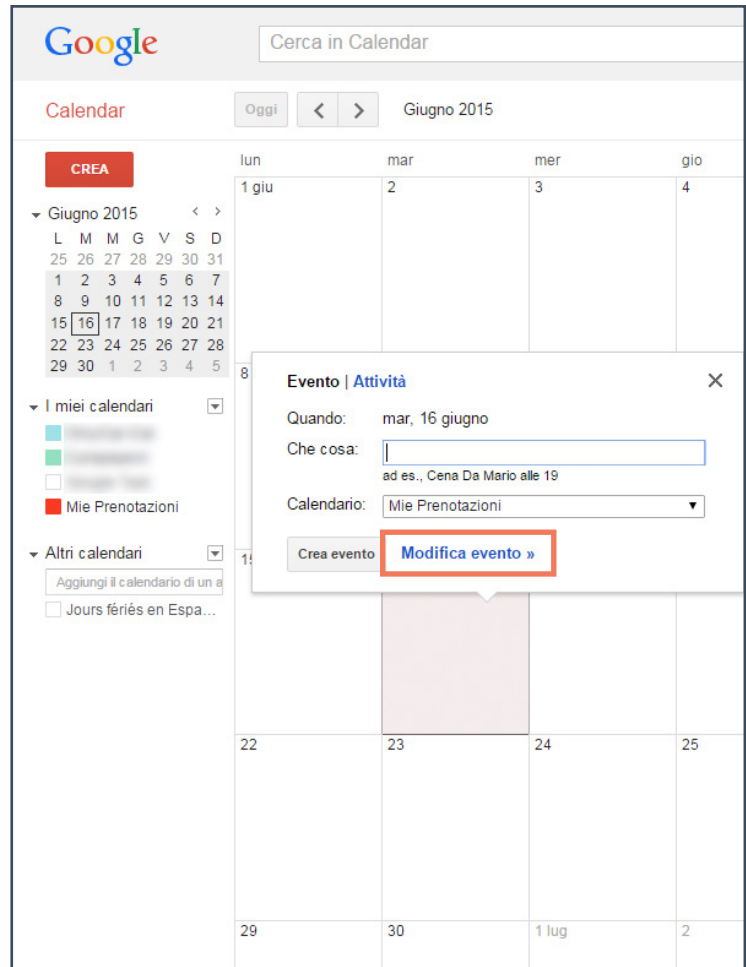 Google
Cerca in Calendar
Calendar
Oggi
Giugno 2015
CREA
lun mar mer gio
1 giu 2 3 4
Giugno 2015
L M M G V S D
25 26 27 28 29 30 31
1 2 3 4 5 6 7
8 9 10 11 12 13 14
15 16 17 18 19 20 21
22 23 24 25 26 27 28
29 30 1 2 3 4 5
I miei calendari
Mie Prenotazioni
Altri calendari
Aggiungi il calendario di un a
Jours fériés en Espa...
8
Evento | Attività
Quando: mar, 16 giugno
Che cosa:
ad es., Cena Da Mario alle 19
Calendario: Mie Prenotazioni
Crea evento Modifica evento »
22 23 24 25
29 30 1 lug 2